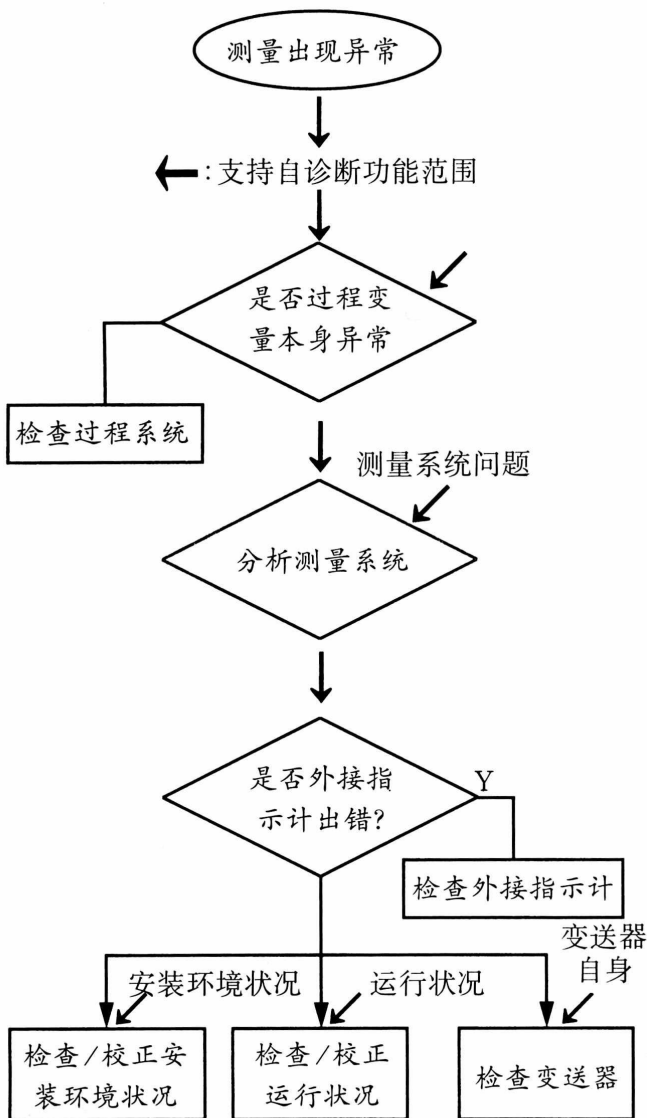 测量出现异常
:支持自诊断功能范围
是否过程变
量本身异常
检查过程系统
测量系统问题
分析测量系统
是否外接指
示计出错?
Y
检查外接指示计
变送器
自身
安装环境状况
运行状况
检查/校正安
装环境状况
检查/校正
运行状况
检查变送器